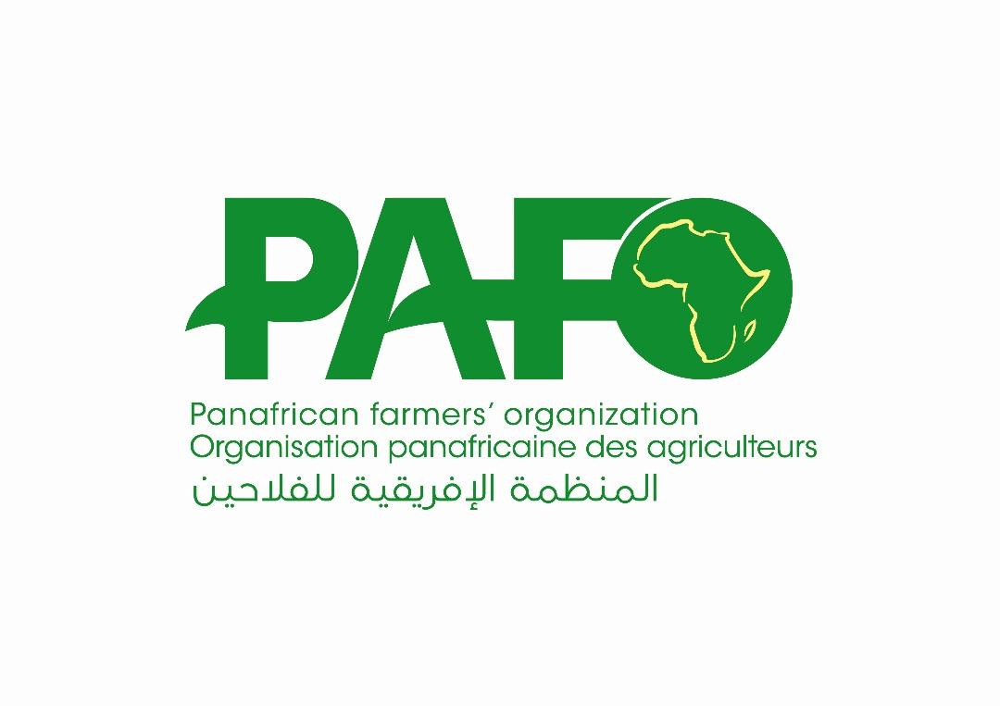 PAFO
Panafrican farmers’ organization
Organisation panafricaine des agriculteurs
المنظمة الإفريقية للفلاحين